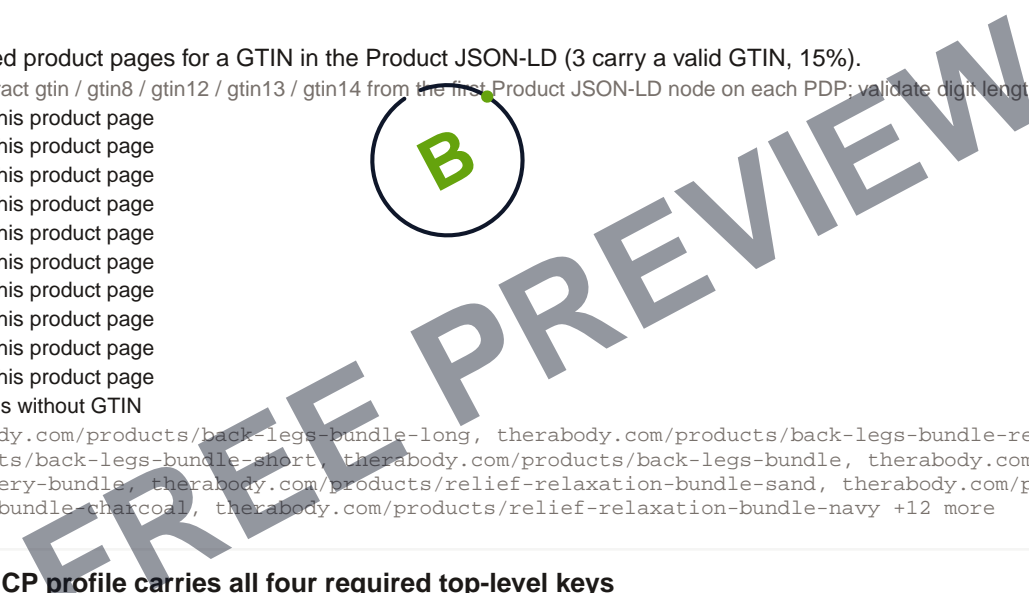 ed product pages for a GTIN in the Product JSON-LD (3 carry a valid GTIN, 15%).
ract gtin / gtin8 / gtin12 / gtin13 / gtin14 from the first Product JSON-LD node on each PDP; validate digit lengt
his product page
his product page
his product page
his product page
his product page
his product page
his product page
his product page
his product page
his product page
s without GTIN
dy.com/products/back-legs-bundle-long, therabody.com/products/back-legs-bundle-re
ts/back-legs-bundle-short, therabody.com/products/back-legs-bundle, therabody.com
ery-bundle, therabody.com/products/relief-relaxation-bundle-sand, therabody.com/p
bundle-charcoal, therabody.com/products/relief-relaxation-bundle-navy +12 more
CP profile carries all four required top-level keys
B
FREE PREVIEW